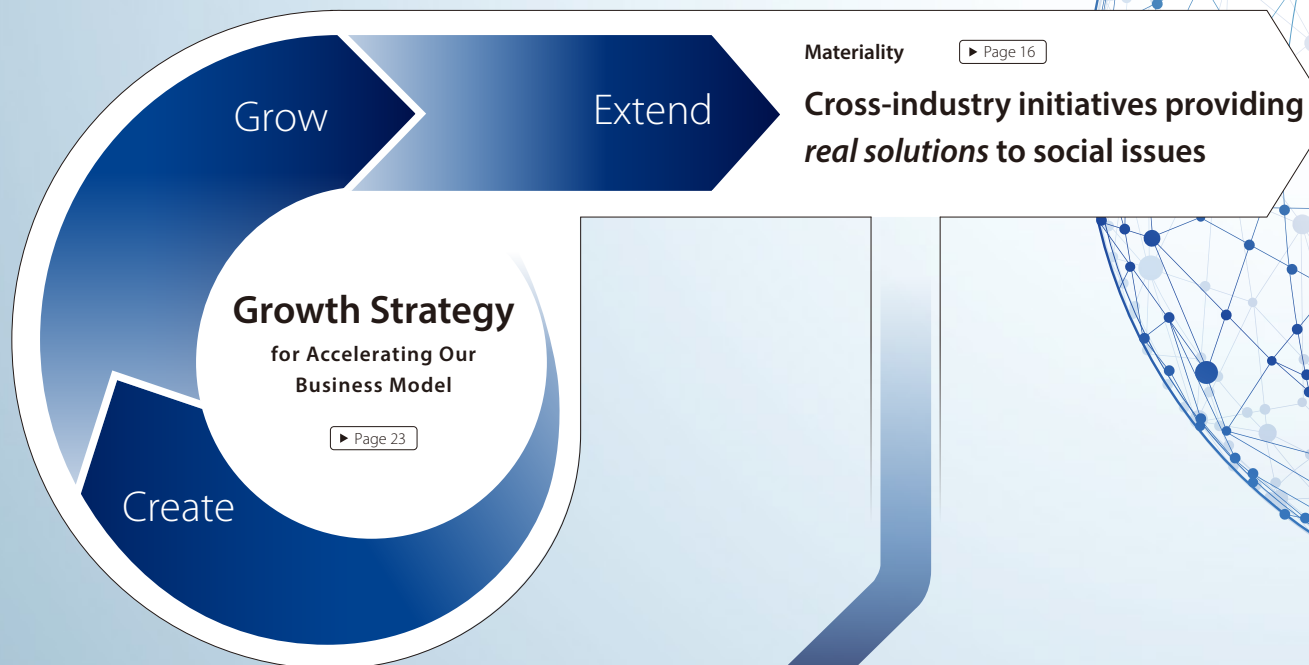 Grow
Extend
Materiality
▶ Page 16
Cross-industry initiatives providing
real solutions to social issues
Growth Strategy
for Accelerating Our
Business Model
▶ Page 23
Create